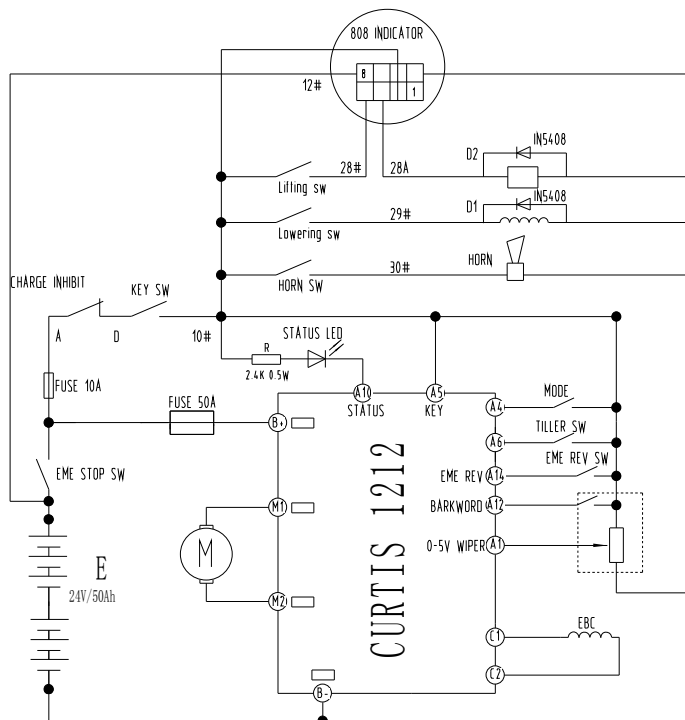 808 INDICATOR
8
12#
1
D2
IN5408
28#
28A
Lifting sw
D1
IN5408
29#
Lowering sw
HORN
30#
HORN SW
CHARGE INHIBIT
KEY SW
A
D
10#
STATUS LED
R
2.4K 0.5W
FUSE 10A
A10
A5
MODE
STATUS
KEY
FUSE 50A
A4
B+
TILLER SW
A6
EME REV SW
EME STOP SW
EME REV
A14
M1
BARKWORD
A12
CURTIS 1212
M
0-5V WIPER
A1
E
24V/50Ah
M2
EBC
C1
C2
B-